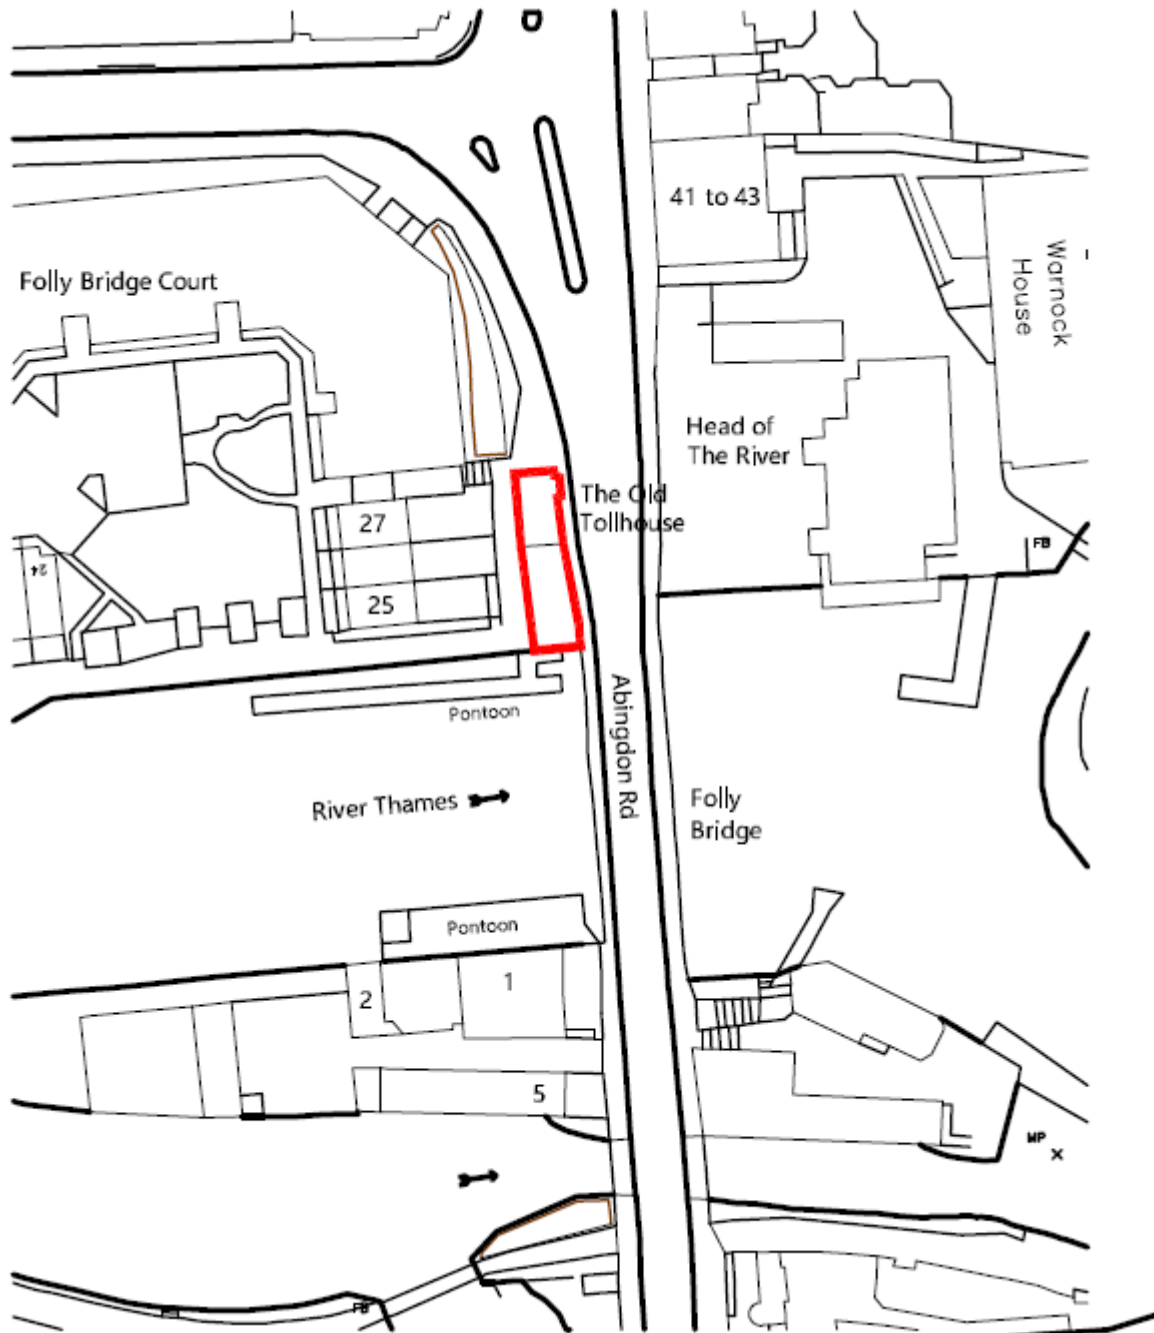 41 to 43
Folly Bridge Court
Warnock
House
Head of
The River
The Old
Tollhouse
27
FB
24
25
Abingdon Rd
Pontoon
River Thames
Folly
Bridge
Pontoon
1
2
5
MP
FB